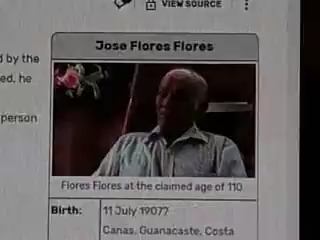 VIEW SOURCE
Jose Flores Flores
d by the
ed, he
person
Flores Flores at the claimed age of 110
Birth: 11 July 1907?
Canas, Guanacaste, Costa